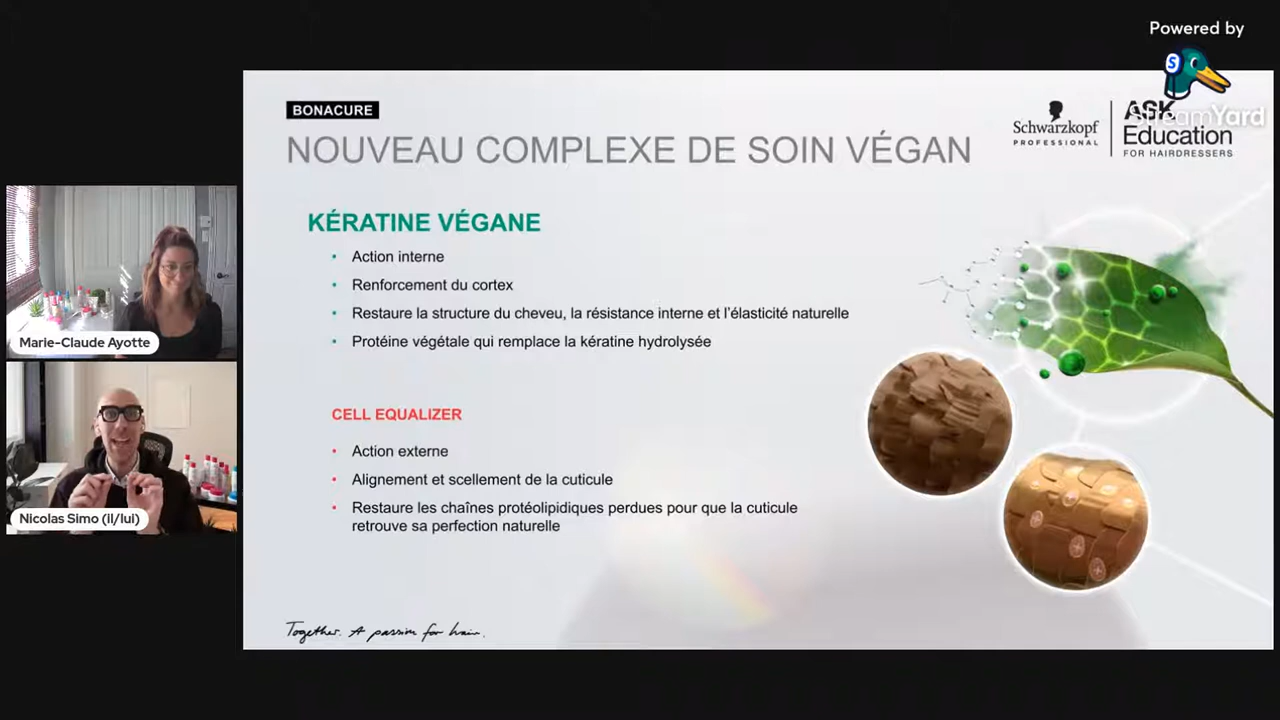 Powered by
StreamYard
BONACURE
NOUVEAU COMPLEXE DE SOIN VÉGAN
Schwarzkopf
PROFESSIONAL
ASK
Education
FOR HAIRDRESSERS
KÉRATINE VÉGANE
• Action interne
• Renforcement du cortex
• Restaure la structure du cheveu, la résistance interne et l’élasticité naturelle
• Protéine végétale qui remplace la kératine hydrolysée
Marie-Claude Ayotte
CELL EQUALIZER
• Action externe
• Alignement et scellement de la cuticule
• Restaure les chaînes protéolipidiques perdues pour que la cuticule
retrouve sa perfection naturelle
Nicolas Simo (il/lui)
Together. A passion for hair.